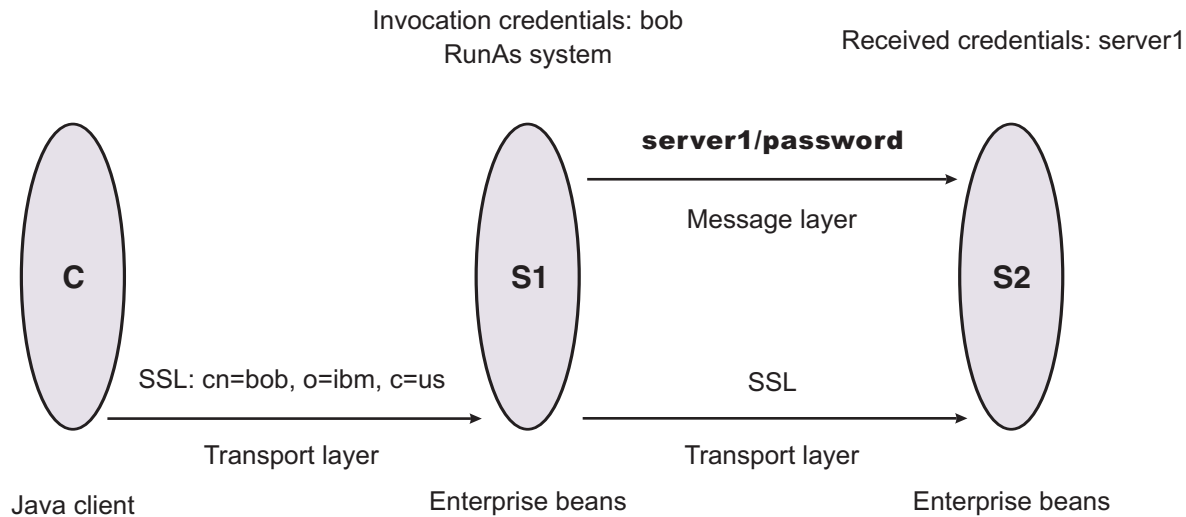 Invocation credentials: bob
RunAs system
Received credentials: server1
server1/password
Message layer
C
S1
S2
SSL: cn=bob, o=ibm, c=us
SSL
Transport layer
Transport layer
Java client
Enterprise beans
Enterprise beans